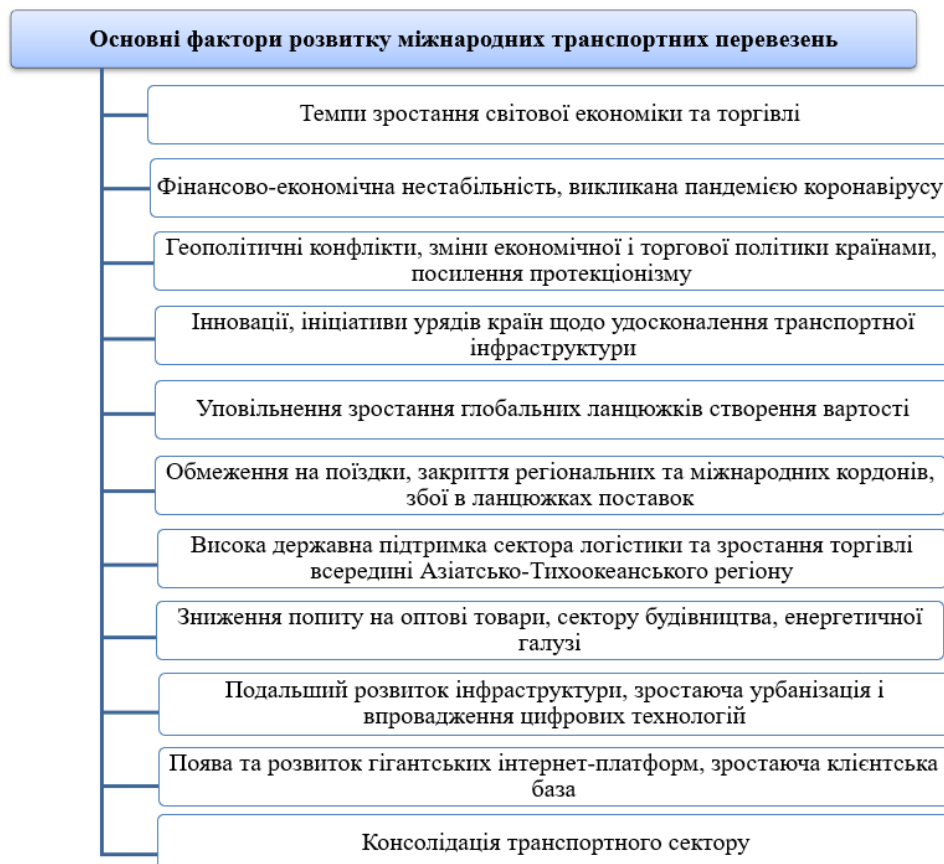 Основні фактори розвитку міжнародних транспортних перевезень
Темпи зростання світової економіки та торгівлі
Фінансово-економічна нестабільність, викликана пандемією коронавірусу
Геополітичні конфлікти, зміни економічної і торгової політики країнами,
посилення протекціонізму
Інновації, ініціативи урядів країн щодо удосконалення транспортної
інфраструктури
Уповільнення зростання глобальних ланцюжків створення вартості
Обмеження на поїздки, закриття регіональних та міжнародних кордонів,
збої в ланцюжках поставок
Висока державна підтримка сектора логістики та зростання торгівлі
всередині Азіатсько-Тихоокеанського регіону
Зниження попиту на оптові товари, сектору будівництва, енергетичної
галузі
Подальший розвиток інфраструктури, зростаюча урбанізація і
впровадження цифрових технологій
Поява та розвиток гігантських інтернет-платформ, зростаюча клієнтська
база
Консолідація транспортного сектору